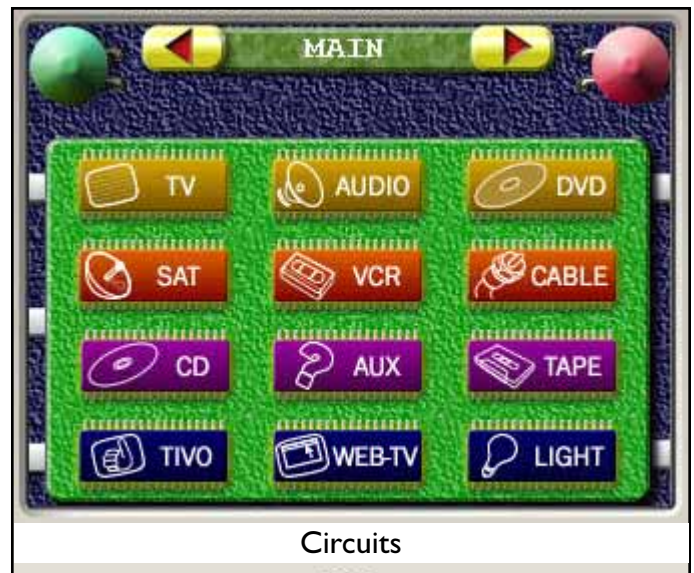 MAIN
TV AUDIO DVD
SAT VCR CABLE
CD AUX TAPE
TIVO WEB-TV LIGHT
Circuits